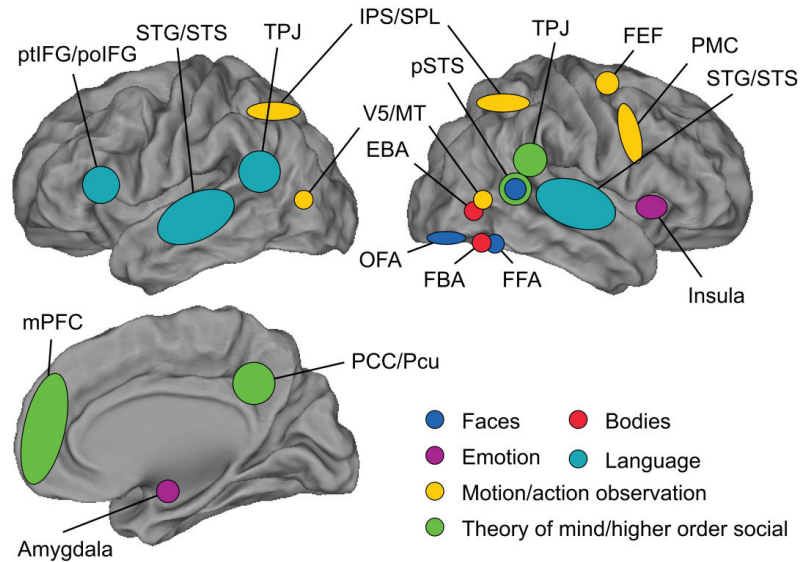 ptIFG/poIFG
STG/STS
TPJ
IPS/SPL
TPJ
FEF
PMC
STG/STS
pSTS
V5/MT
EBA
OFA
FBA
FFA
Insula
mPFC
PCC/Pcu
Amygdala
Faces
Bodies
Emotion
Language
Motion/action observation
Theory of mind/higher order social